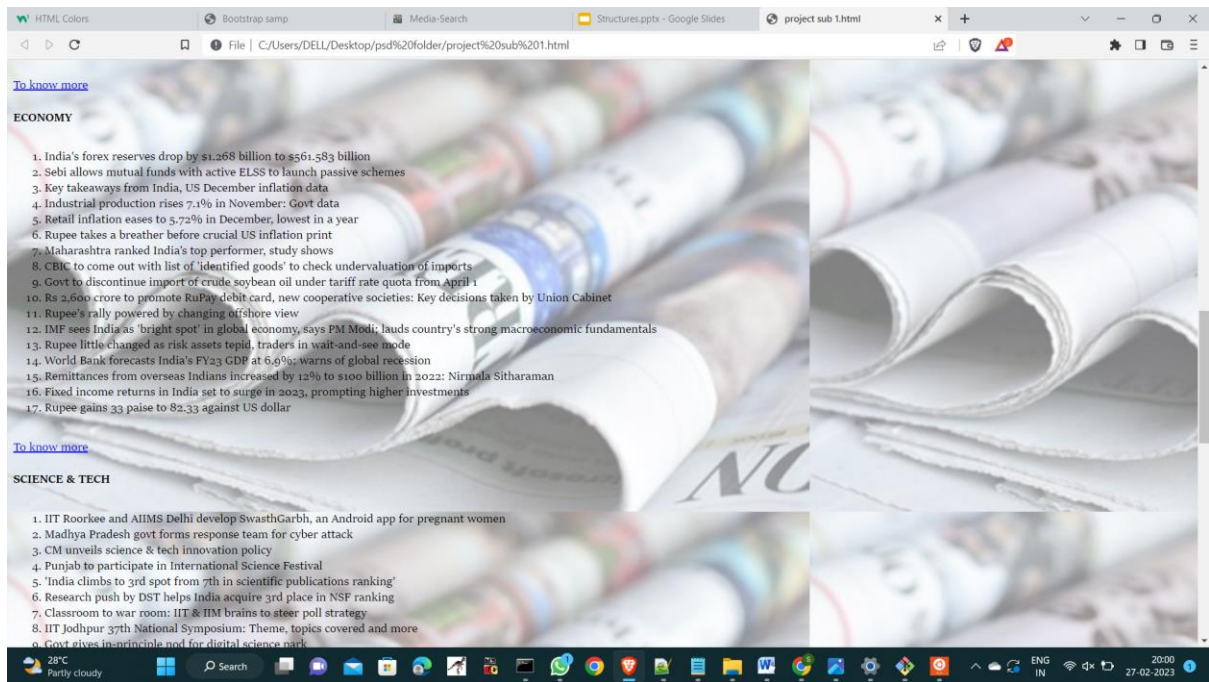 HTML Colors
Bootstrap samp
Media-Search
Structures.pptx - Google Slides
project sub 1.html
File | C:/Users/DELL/Desktop/psd%20folder/project%20sub%201.html
To know more
ECONOMY
1. India's forex reserves drop by $1.268 billion to $561.583 billion
2. Sebi allows mutual funds with active ELSS to launch passive schemes
3. Key takeaways from India, US December inflation data
4. Industrial production rises 7.1% in November: Govt data
5. Retail inflation eases to 5.72% in December, lowest in a year
6. Rupee takes a breather before crucial US inflation print
7. Maharashtra ranked India's top performer, study shows
8. CBIC to come out with list of 'identified goods' to check undervaluation of imports
9. Govt to discontinue import of crude soybean oil under tariff rate quota from April 1
10. Rs 2,600 crore to promote RuPay debit card, new cooperative societies: Key decisions taken by Union Cabinet
11. Rupee's rally powered by changing offshore view
12. IMF sees India as 'bright spot' in global economy, says PM Modi; lauds country's strong macroeconomic fundamentals
13. Rupee little changed as risk assets tepid, traders in wait-and-see mode
14. World Bank forecasts India's FY23 GDP at 6.9%; warns of global recession
15. Remittances from overseas Indians increased by 12% to $100 billion in 2022: Nirmala Sitharaman
16. Fixed income returns in India set to surge in 2023, prompting higher investments
17. Rupee gains 33 paise to 82.33 against US dollar
To know more
SCIENCE & TECH
1. IIT Roorkee and AIIMS Delhi develop SwasthGarbh, an Android app for pregnant women
2. Madhya Pradesh govt forms response team for cyber attack
3. CM unveils science & tech innovation policy
4. Punjab to participate in International Science Festival
5. 'India climbs to 3rd spot from 7th in scientific publications ranking'
6. Research push by DST helps India acquire 3rd place in NSF ranking
7. Classroom to war room: IIT & IIM brains to steer poll strategy
8. IIT Jodhpur 37th National Symposium: Theme, topics covered and more
9. Govt gives in-principle nod for digital science park
28°C
Partly cloudy
Search
ENG
IN
20:00
27-02-2023